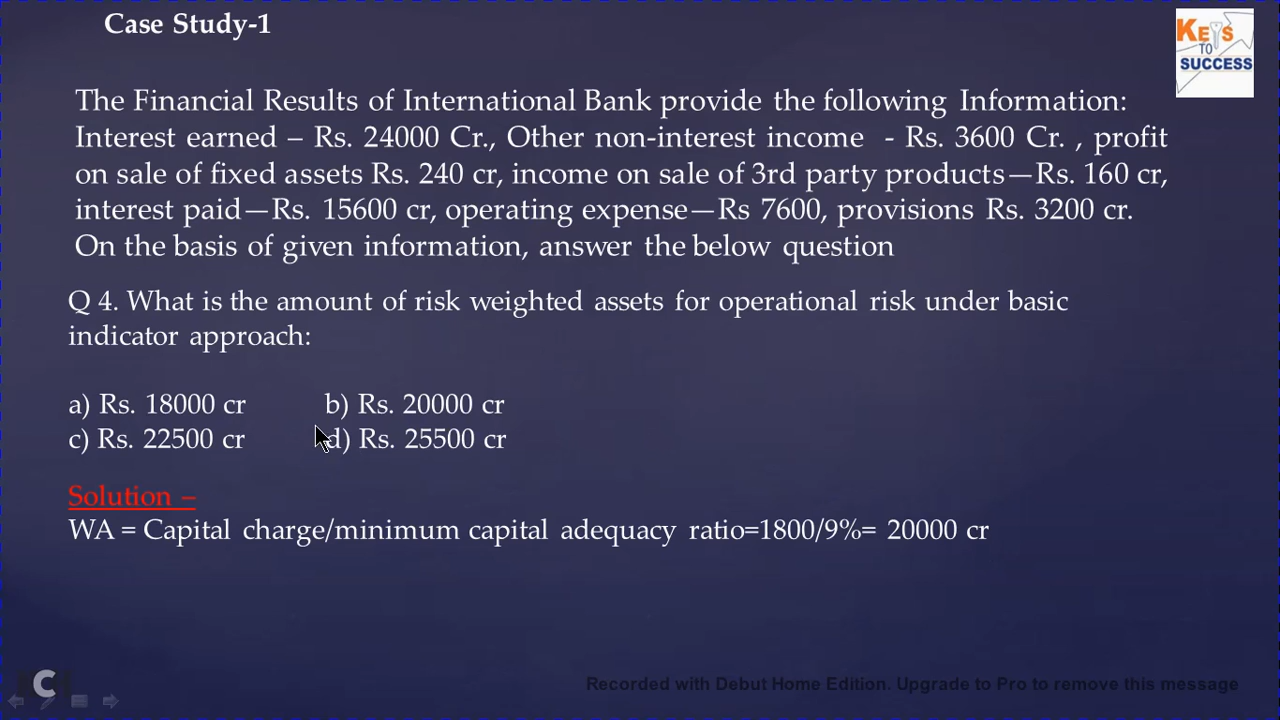 Case Study-1
KEYS
TO
SUCCESS
The Financial Results of International Bank provide the following Information:
Interest earned – Rs. 24000 Cr., Other non-interest income - Rs. 3600 Cr. , profit
on sale of fixed assets Rs. 240 cr, income on sale of 3rd party products—Rs. 160 cr,
interest paid—Rs. 15600 cr, operating expense—Rs 7600, provisions Rs. 3200 cr.
On the basis of given information, answer the below question
Q 4. What is the amount of risk weighted assets for operational risk under basic
indicator approach:
a) Rs. 18000 cr b) Rs. 20000 cr
c) Rs. 22500 cr d) Rs. 25500 cr
Solution –
WA = Capital charge/minimum capital adequacy ratio=1800/9%= 20000 cr
C
Recorded with Debut Home Edition. Upgrade to Pro to remove this message